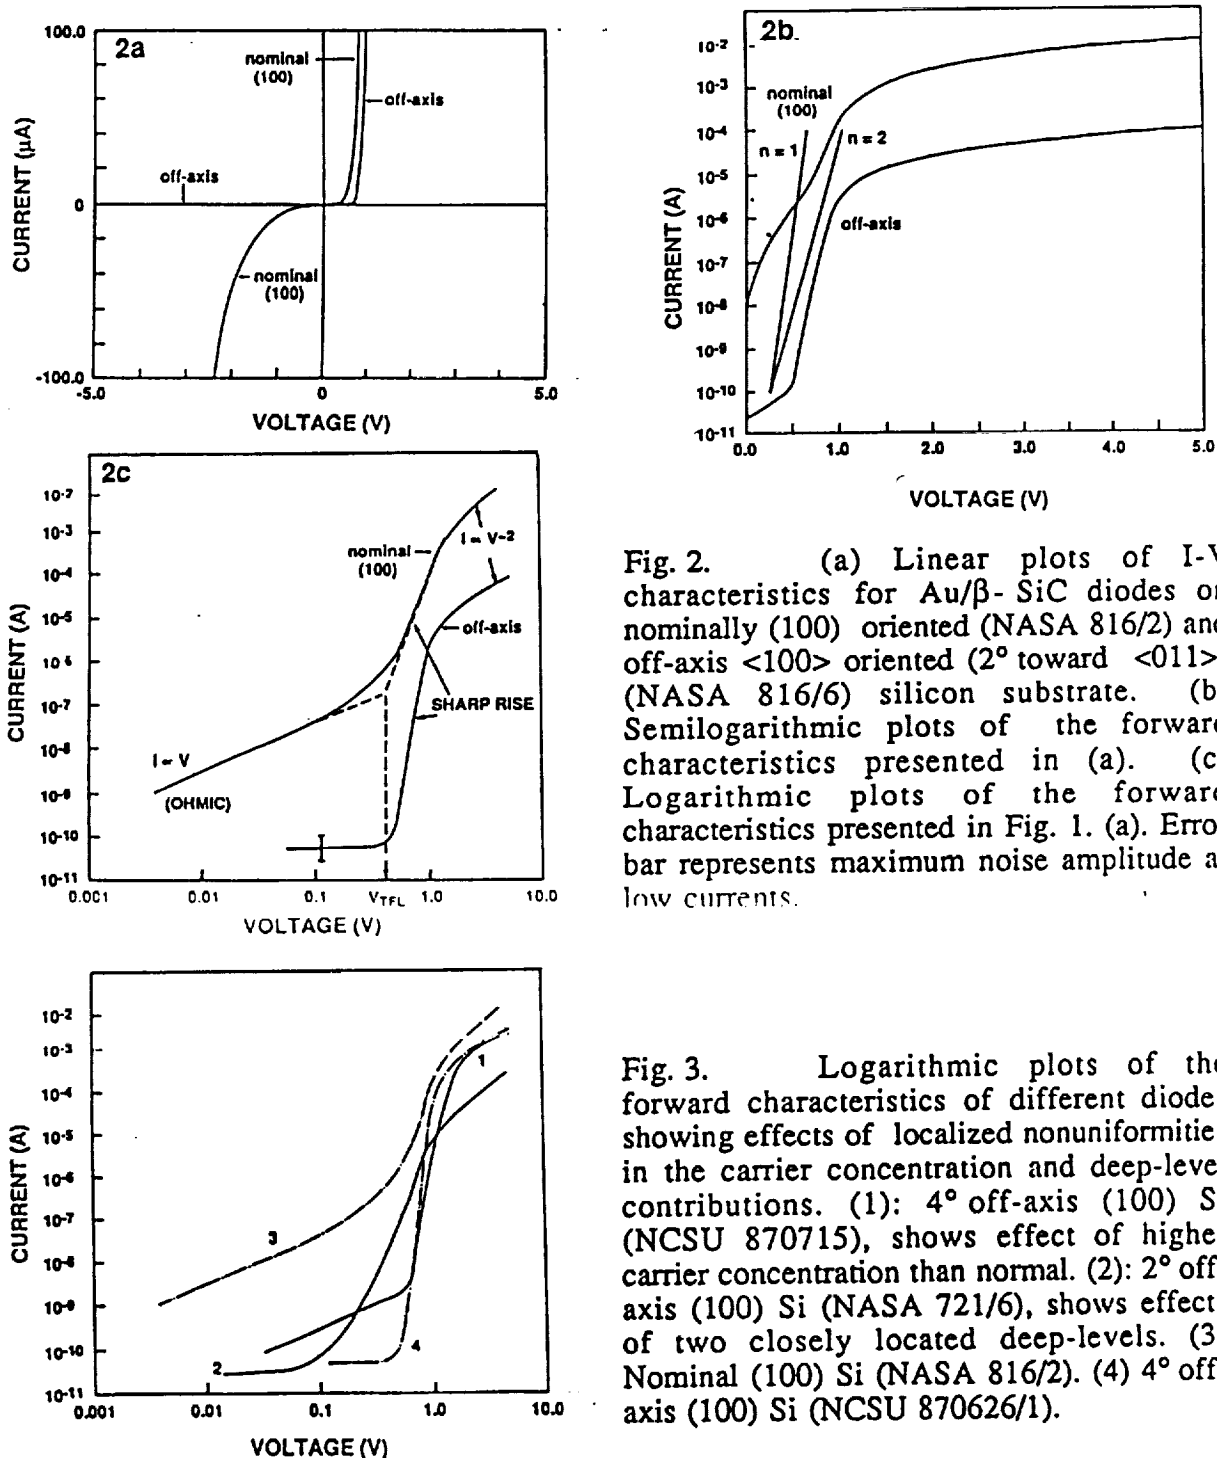 2a
100.0
0
-100.0
CURRENT (µA)
nominal
(100)
off-axis
off-axis
nominal
(100)
-5.0
0
5.0
VOLTAGE (V)
2b
10-2
10-3
10-4
10-5
10-6
10-7
10-8
10-9
10-10
10-11
CURRENT (A)
nominal
(100)
n = 1
n = 2
off-axis
0.0
1.0
2.0
3.0
4.0
5.0
VOLTAGE (V)
2c
10-7
10-3
10-4
10-5
10-6
10-7
10-8
10-9
10-10
10-11
CURRENT (A)
I ∝ V-2
nominal
(100)
off-axis
SHARP RISE
I ∝ V
(OHMIC)
0.001
0.01
0.1
VTFL
1.0
10.0
VOLTAGE (V)
Fig. 2. (a) Linear plots of I-V
characteristics for Au/β- SiC diodes on
nominally (100) oriented (NASA 816/2) and
off-axis <100> oriented (2° toward <011>
(NASA 816/6) silicon substrate. (b
Semilogarithmic plots of the forward
characteristics presented in (a). (c
Logarithmic plots of the forward
characteristics presented in Fig. 1. (a). Erro
bar represents maximum noise amplitude a
low currents.
10-2
10-3
10-4
10-5
10-6
10-7
10-8
10-9
10-10
10-11
CURRENT (A)
1
3
2
4
0.001
0.01
0.1
1.0
10.0
VOLTAGE (V)
Fig. 3. Logarithmic plots of the
forward characteristics of different diode
showing effects of localized nonuniformitie
in the carrier concentration and deep-leve
contributions. (1): 4° off-axis (100) S
(NCSU 870715), shows effect of highe
carrier concentration than normal. (2): 2° off
axis (100) Si (NASA 721/6), shows effect
of two closely located deep-levels. (3
Nominal (100) Si (NASA 816/2). (4) 4° off
axis (100) Si (NCSU 870626/1).